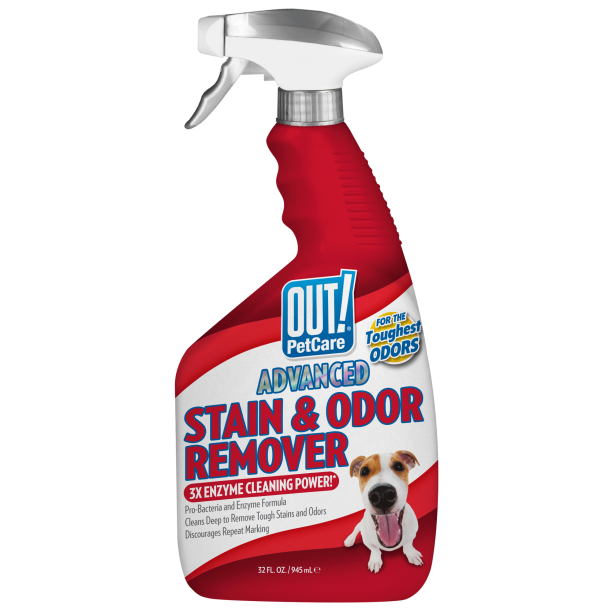 OUT!®
PetCare
FOR THE
Toughest
ODORS
ADVANCED
STAIN & ODOR
REMOVER
3X ENZYME CLEANING POWER!*
Pro-Bacteria and Enzyme Formula
Cleans Deep to Remove Tough Stains and Odors
Discourages Repeat Marking
32 FL. OZ. / 945 mL ℮